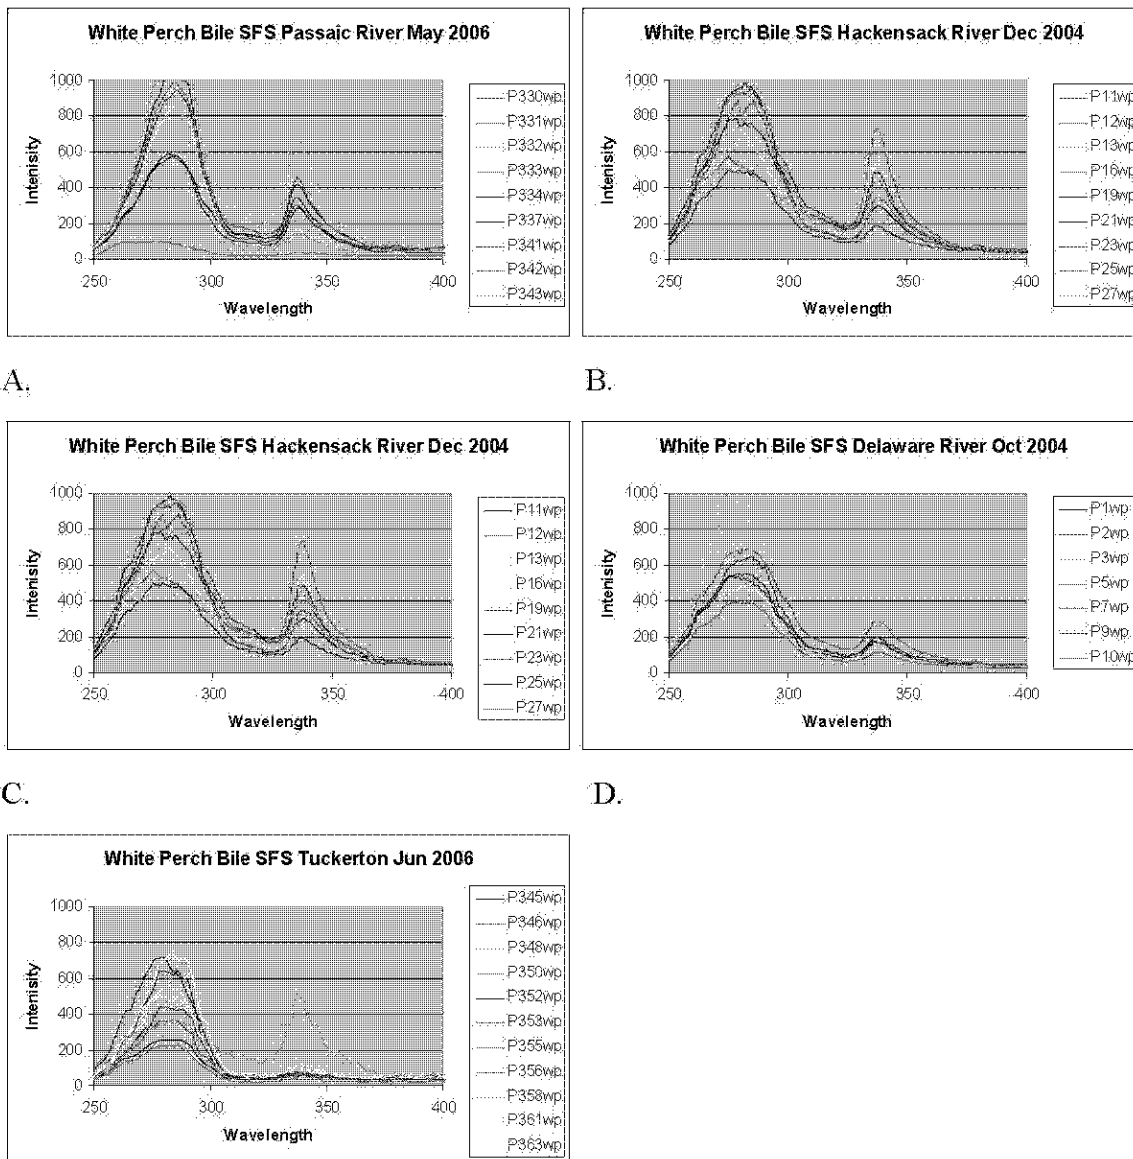 White Perch Bile SFS Passaic River May 2006
1000
800
600
400
200
0
250 300 350 400
Intenisity
Wavelength
P330wp
P331wp
P332wp
P333wp
P334wp
P337wp
P341wp
P342wp
P343wp
A.
White Perch Bile SFS Hackensack River Dec 2004
1000
800
600
400
200
0
250 300 350 400
Intenisity
Wavelength
P11wp
P12wp
P13wp
P16wp
P19wp
P21wp
P23wp
P25wp
P27wp
B.
White Perch Bile SFS Hackensack River Dec 2004
1000
800
600
400
200
0
250 300 350 400
Intenisity
Wavelength
P11wp
P12wp
P13wp
P16wp
P19wp
P21wp
P23wp
P25wp
P27wp
C.
White Perch Bile SFS Delaware River Oct 2004
1000
800
600
400
200
0
250 300 350 400
Intenisity
Wavelength
P1wp
P2wp
P3wp
P5wp
P7wp
P9wp
P10wp
D.
White Perch Bile SFS Tuckerton Jun 2006
1000
800
600
400
200
0
250 300 350 400
Intenisity
Wavelength
P345wp
P346wp
P348wp
P350wp
P352wp
P353wp
P355wp
P356wp
P358wp
P361wp
P363wp